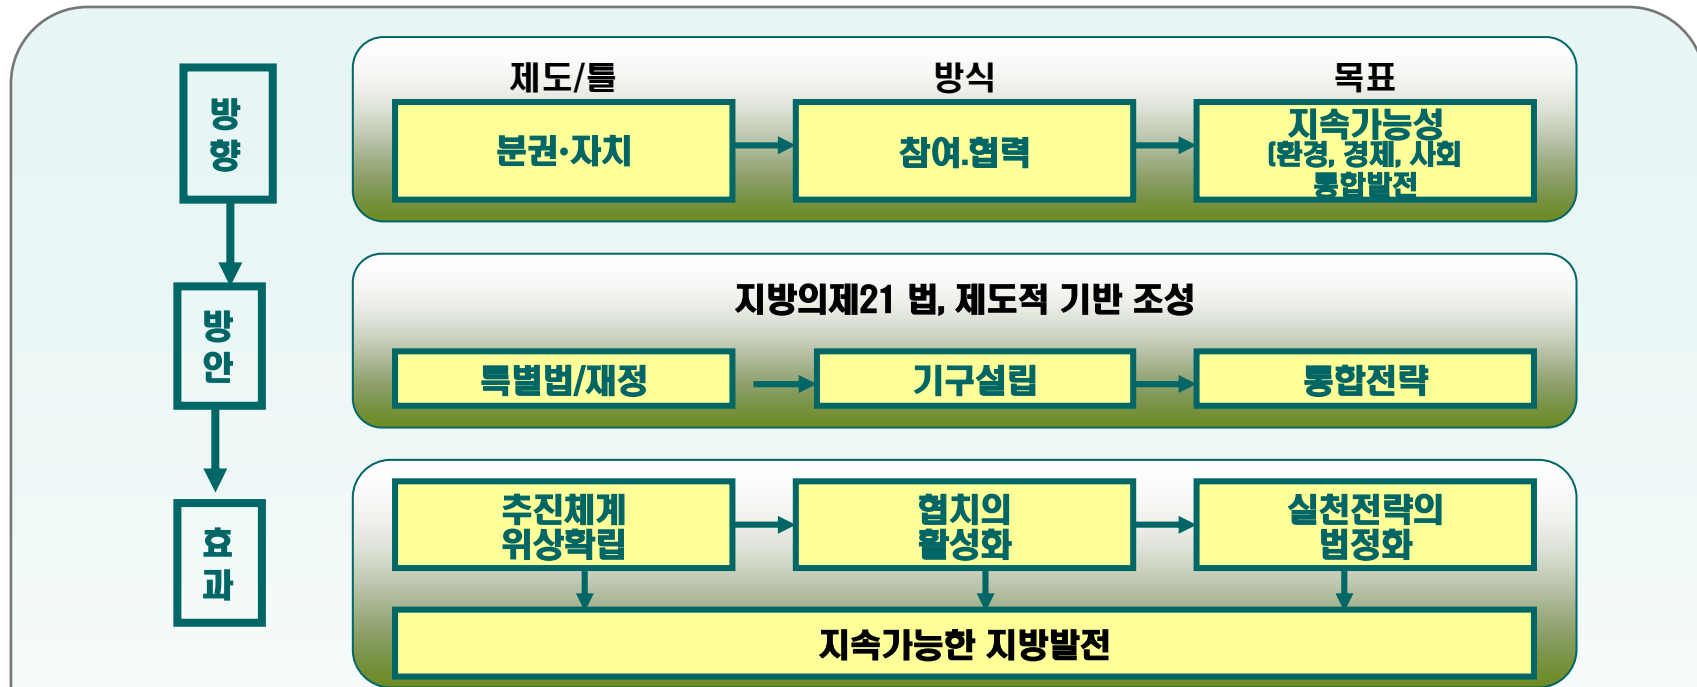 방
향
제도/틀
방식
목표
분권·자치
참여.협력
지속가능성
(환경, 경제, 사회
통합발전
방
안
지방의제21 법, 제도적 기반 조성
특별법/재정
기구설립
통합전략
효
과
추진체계
위상확립
협치의
활성화
실천전략의
법정화
지속가능한 지방발전